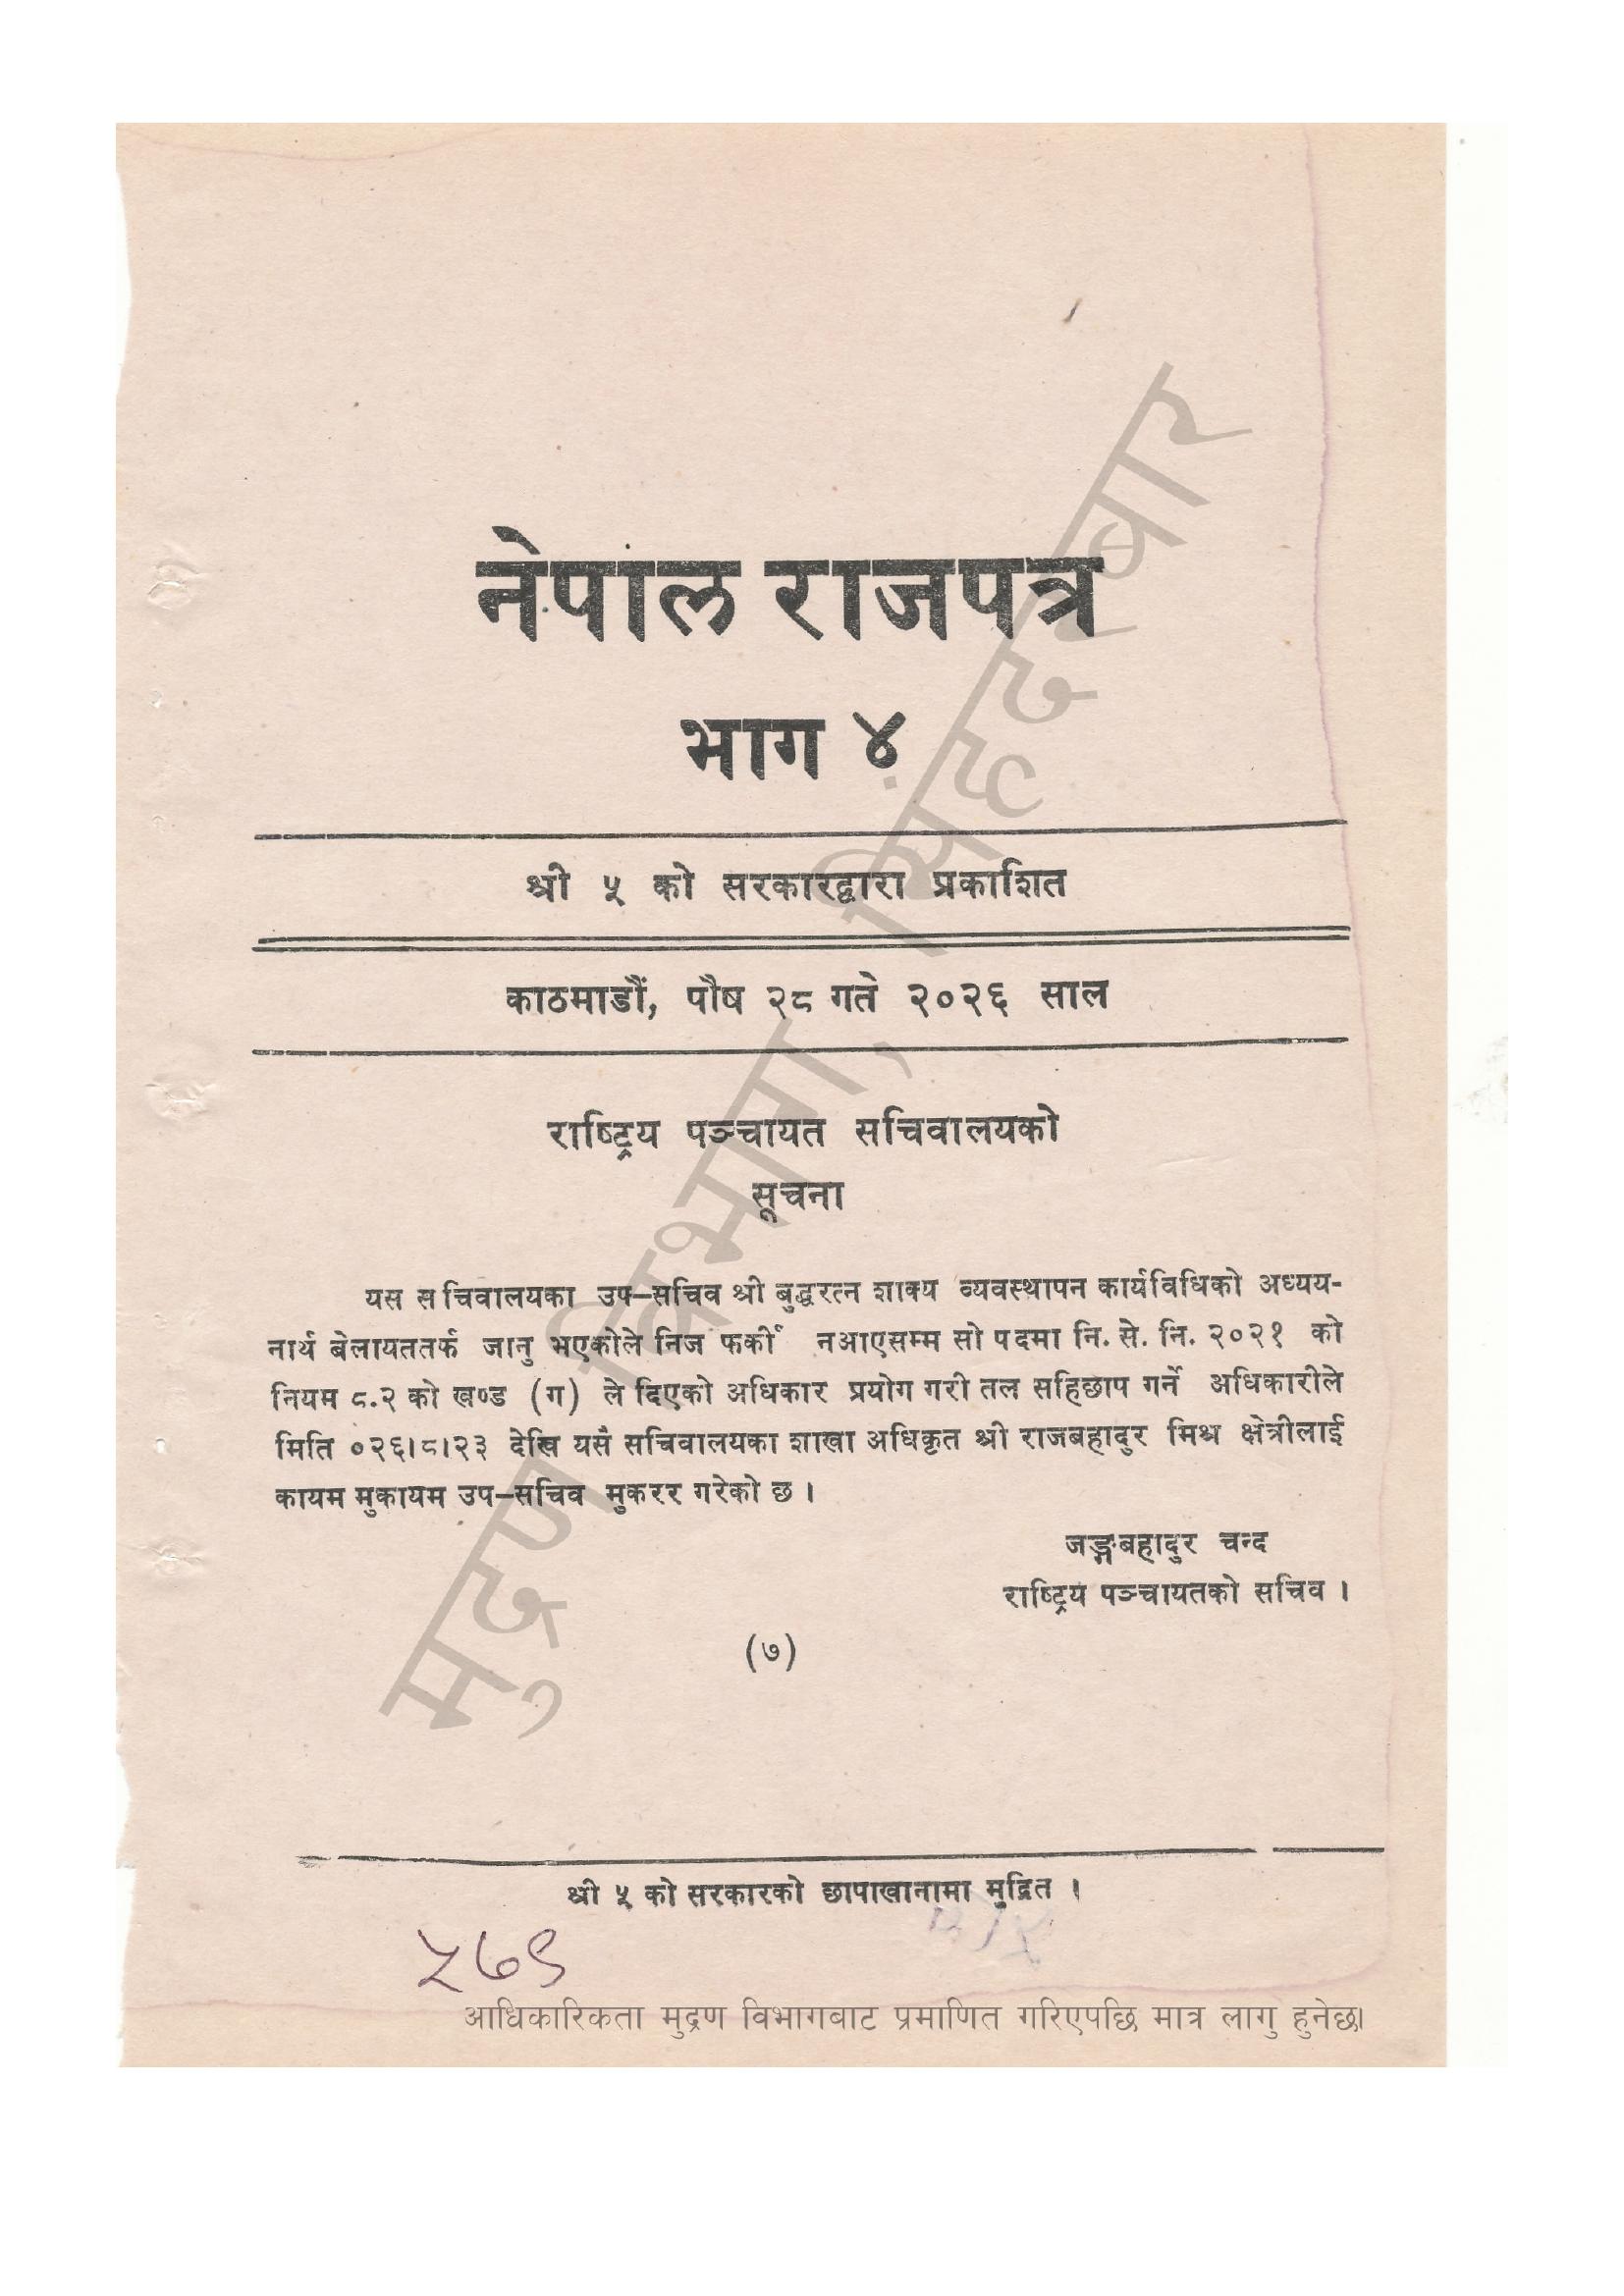 नेपाल राजपत्र
भाग ४
श्री ५ को सरकारद्वारा प्रकाशित
काठमाडौं, पौष २८ गते २०२६ साल
राष्ट्रिय पञ्चायत सचिवालयको
सूचना
यस सचिवालयका उप–सचिव श्री बुद्धरत्न शाक्य व्यवस्थापन कार्यविधिको अध्यय-
नार्थ बेलायततर्फ जानु भएकोले निज फर्की नआएसम्म सो पदमा नि. से. नि. २०२१ को
नियम ८.२ को खण्ड (ग) ले दिएको अधिकार प्रयोग गरी तल सहिछाप गर्ने अधिकारीले
मिति ०२६।८।२३ देखि यसै सचिवालयका शाखा अधिकृत श्री राजबहादुर मिश्र क्षेत्रीलाई
कायम मुकायम उप–सचिव मुकरर गरेको छ ।
जङ्गबहादुर चन्द
राष्ट्रिय पञ्चायतको सचिव ।
(७)
श्री ५ को सरकारको छापाखानामा मुद्रित ।
५७९
आधिकारिकता मुद्रण विभागबाट प्रमाणित गरिएपछि मात्र लागु हुनेछ।
मुद्रण विभाग, सिंहदरबार